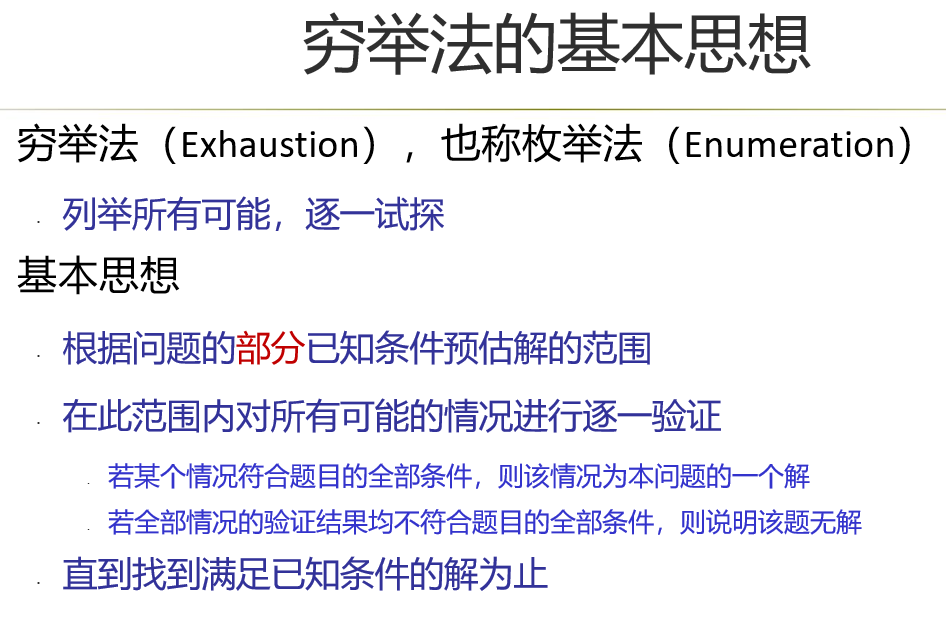 穷举法的基本思想
穷举法（Exhaustion），也称枚举法（Enumeration）
列举所有可能，逐一试探
基本思想
根据问题的部分已知条件预估解的范围
在此范围内对所有可能的情况进行逐一验证
若某个情况符合题目的全部条件，则该情况为本问题的一个解
若全部情况的验证结果均不符合题目的全部条件，则说明该题无解
直到找到满足已知条件的解为止